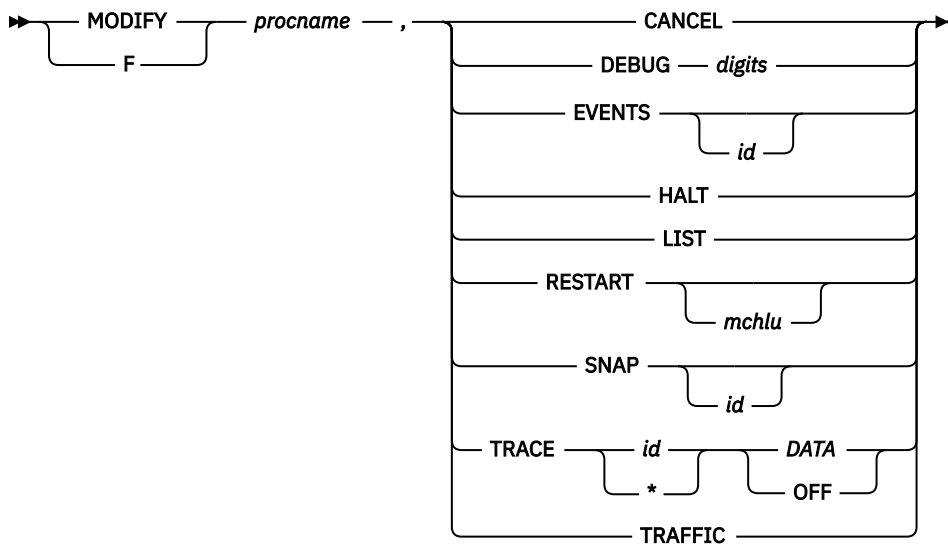 MODIFY procname , CANCEL
F DEBUG digits
EVENTS
id
HALT
LIST
RESTART
mchlu
SNAP
id
TRACE id DATA
* OFF
TRAFFIC